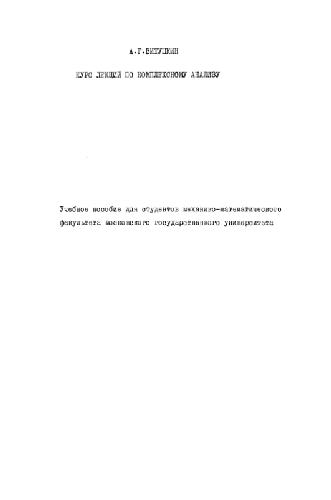 А.Г.ВИТУШКИН
КУРС ЛЕКЦИЙ ПО КОМПЛЕКСНОМУ АНАЛИЗУ
Учебное пособие для студентов механико-математического
факультета московского государственного университета